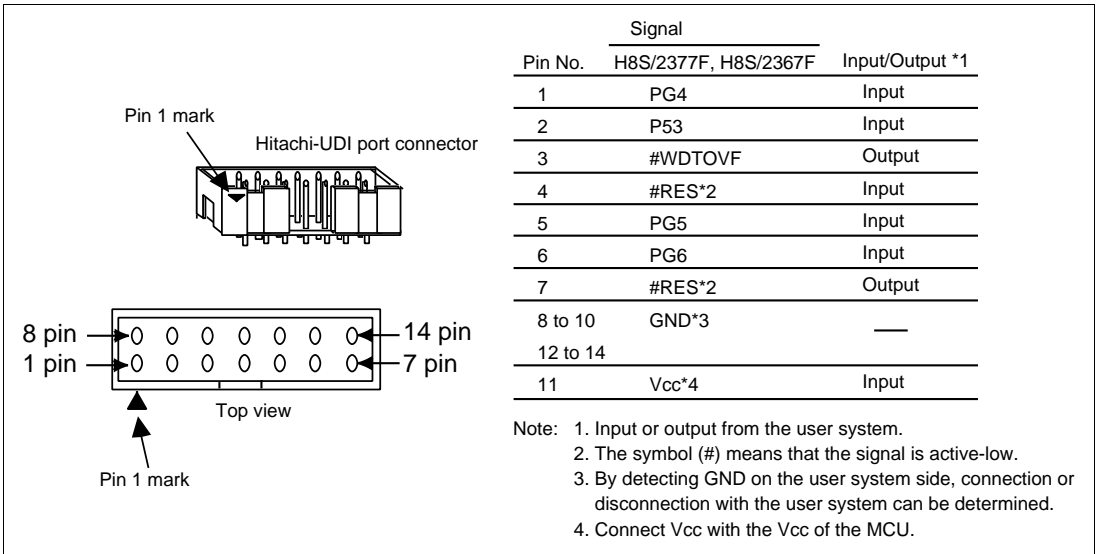 Pin 1 mark
Hitachi-UDI port connector
8 pin
14 pin
1 pin
7 pin
Top view
Pin 1 mark
Signal
Pin No. H8S/2377F, H8S/2367F Input/Output *1
1 PG4 Input
2 P53 Input
3 #WDTOVF Output
4 #RES*2 Input
5 PG5 Input
6 PG6 Input
7 #RES*2 Output
8 to 10 GND*3 —
12 to 14
11 Vcc*4 Input
Note: 1. Input or output from the user system.
2. The symbol (#) means that the signal is active-low.
3. By detecting GND on the user system side, connection or
disconnection with the user system can be determined.
4. Connect Vcc with the Vcc of the MCU.